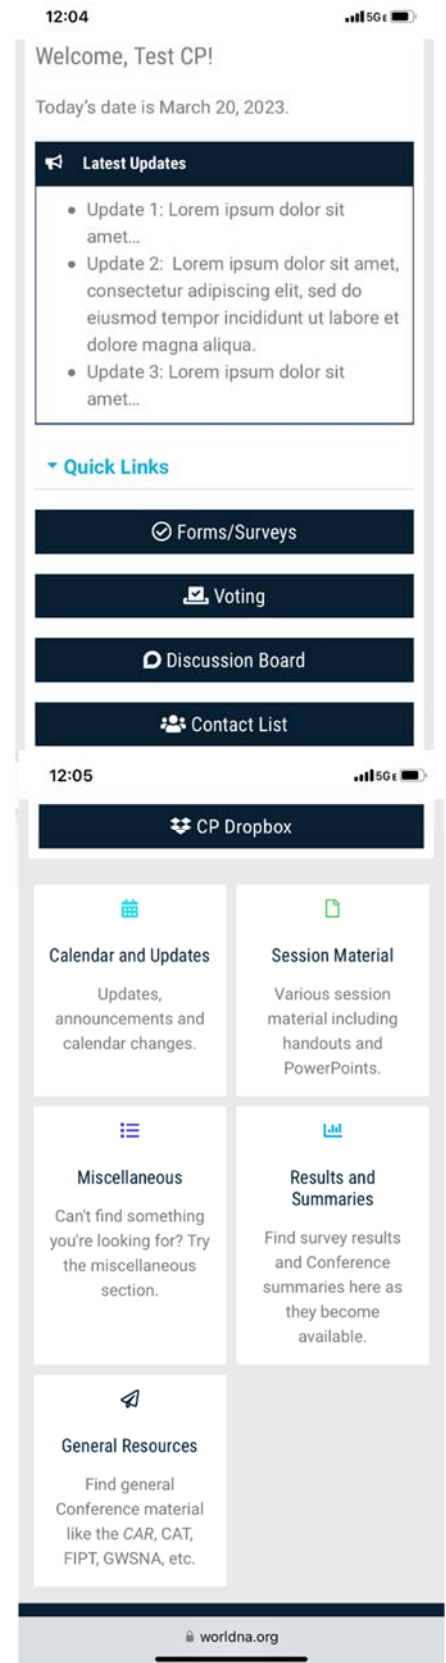 12:04
5G E
Welcome, Test CP!
Today's date is March 20, 2023.
Latest Updates
• Update 1: Lorem ipsum dolor sit
amet...
• Update 2: Lorem ipsum dolor sit amet,
consectetur adipiscing elit, sed do
eiusmod tempor incididunt ut labore et
dolore magna aliqua.
• Update 3: Lorem ipsum dolor sit
amet...
Quick Links
Forms/Surveys
Voting
Discussion Board
Contact List
12:05
5G E
CP Dropbox
Calendar and Updates
Updates,
announcements and
calendar changes.
Session Material
Various session
material including
handouts and
PowerPoints.
Miscellaneous
Can't find something
you're looking for? Try
the miscellaneous
section.
Results and
Summaries
Find survey results
and Conference
summaries here as
they become
available.
General Resources
Find general
Conference material
like the CAR, CAT,
FIPT, GWSNA, etc.
worldna.org